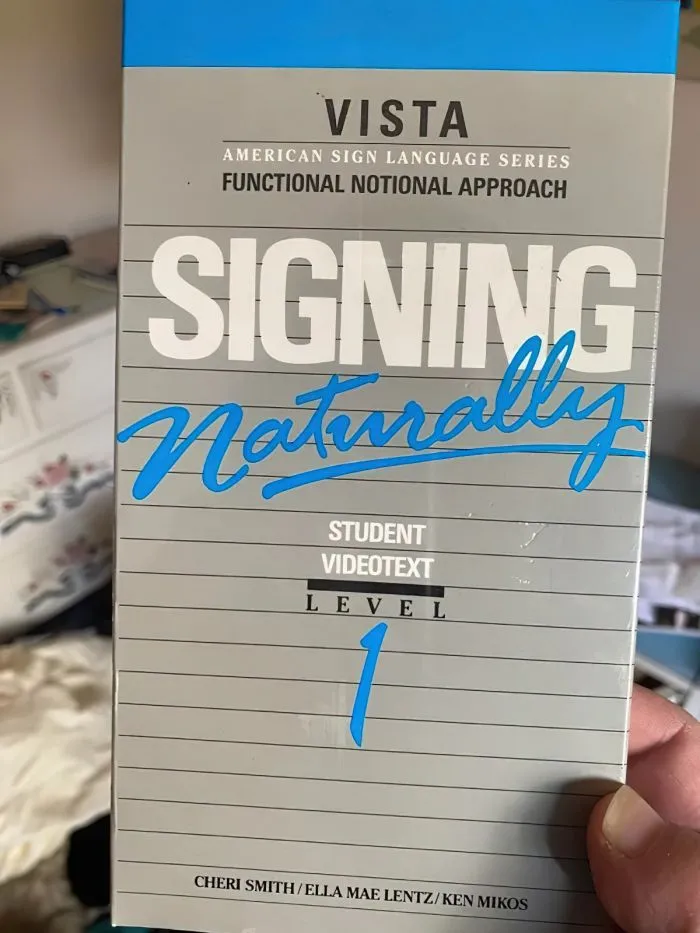 VISTA
AMERICAN SIGN LANGUAGE SERIES
FUNCTIONAL NOTIONAL APPROACH
SIGNING
Naturally
STUDENT
VIDEOTEXT
LEVEL
1
CHERI SMITH/ELLA MAE LENTZ/KEN MIKOS